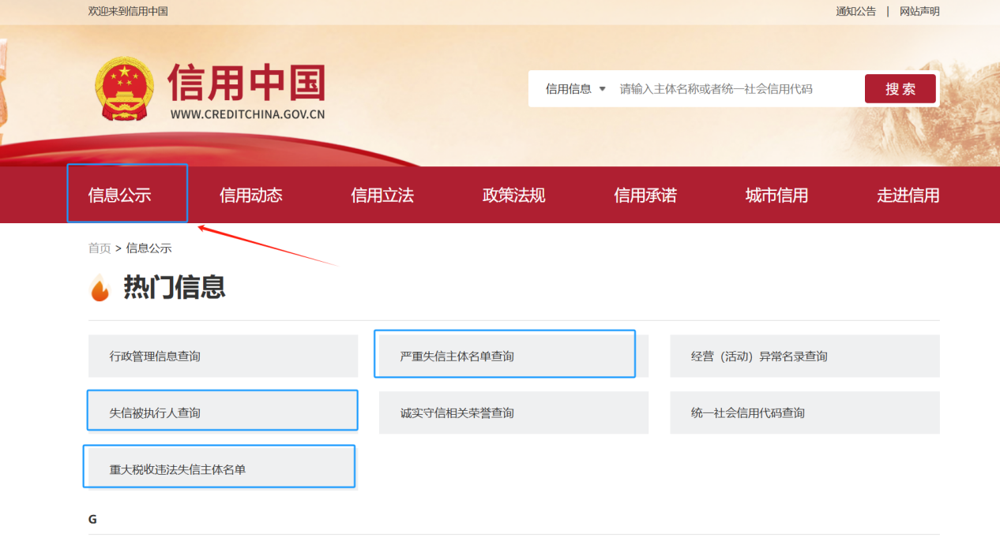 欢迎来到信用中国
通知公告 | 网站声明
信用中国
WWW.CREDITCHINA.GOV.CN
信用信息 请输入主体名称或者统一社会信用代码 搜索
信息公示 信用动态 信用立法 政策法规 信用承诺 城市信用 走进信用
首页 > 信息公示
热门信息
行政管理信息查询 严重失信主体名单查询 经营（活动）异常名录查询
失信被执行人查询 诚实守信相关荣誉查询 统一社会信用代码查询
重大税收违法失信主体名单
G